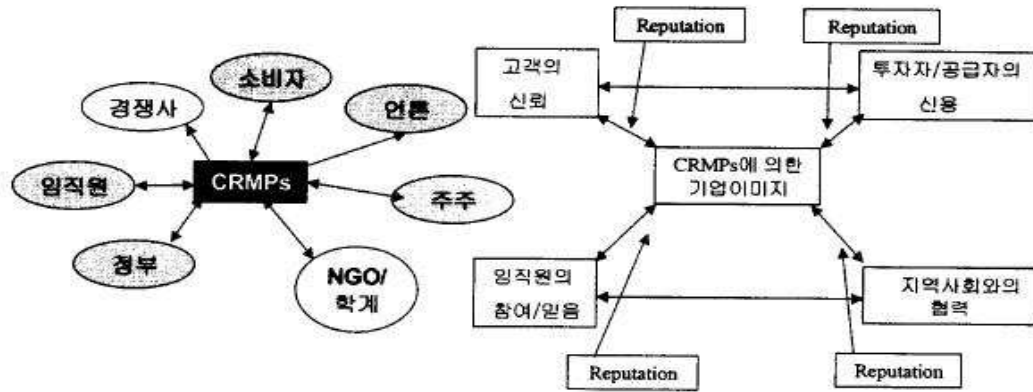 소비자
경쟁사
언론
임직원
CRMPs
주주
정부
NGO/
학계
Reputation
Reputation
고객의
신뢰
투자자/공급자의
신용
CRMPs에 의한
기업이미지
임직원의
참여/믿음
지역사회와의
협력
Reputation
Reputation